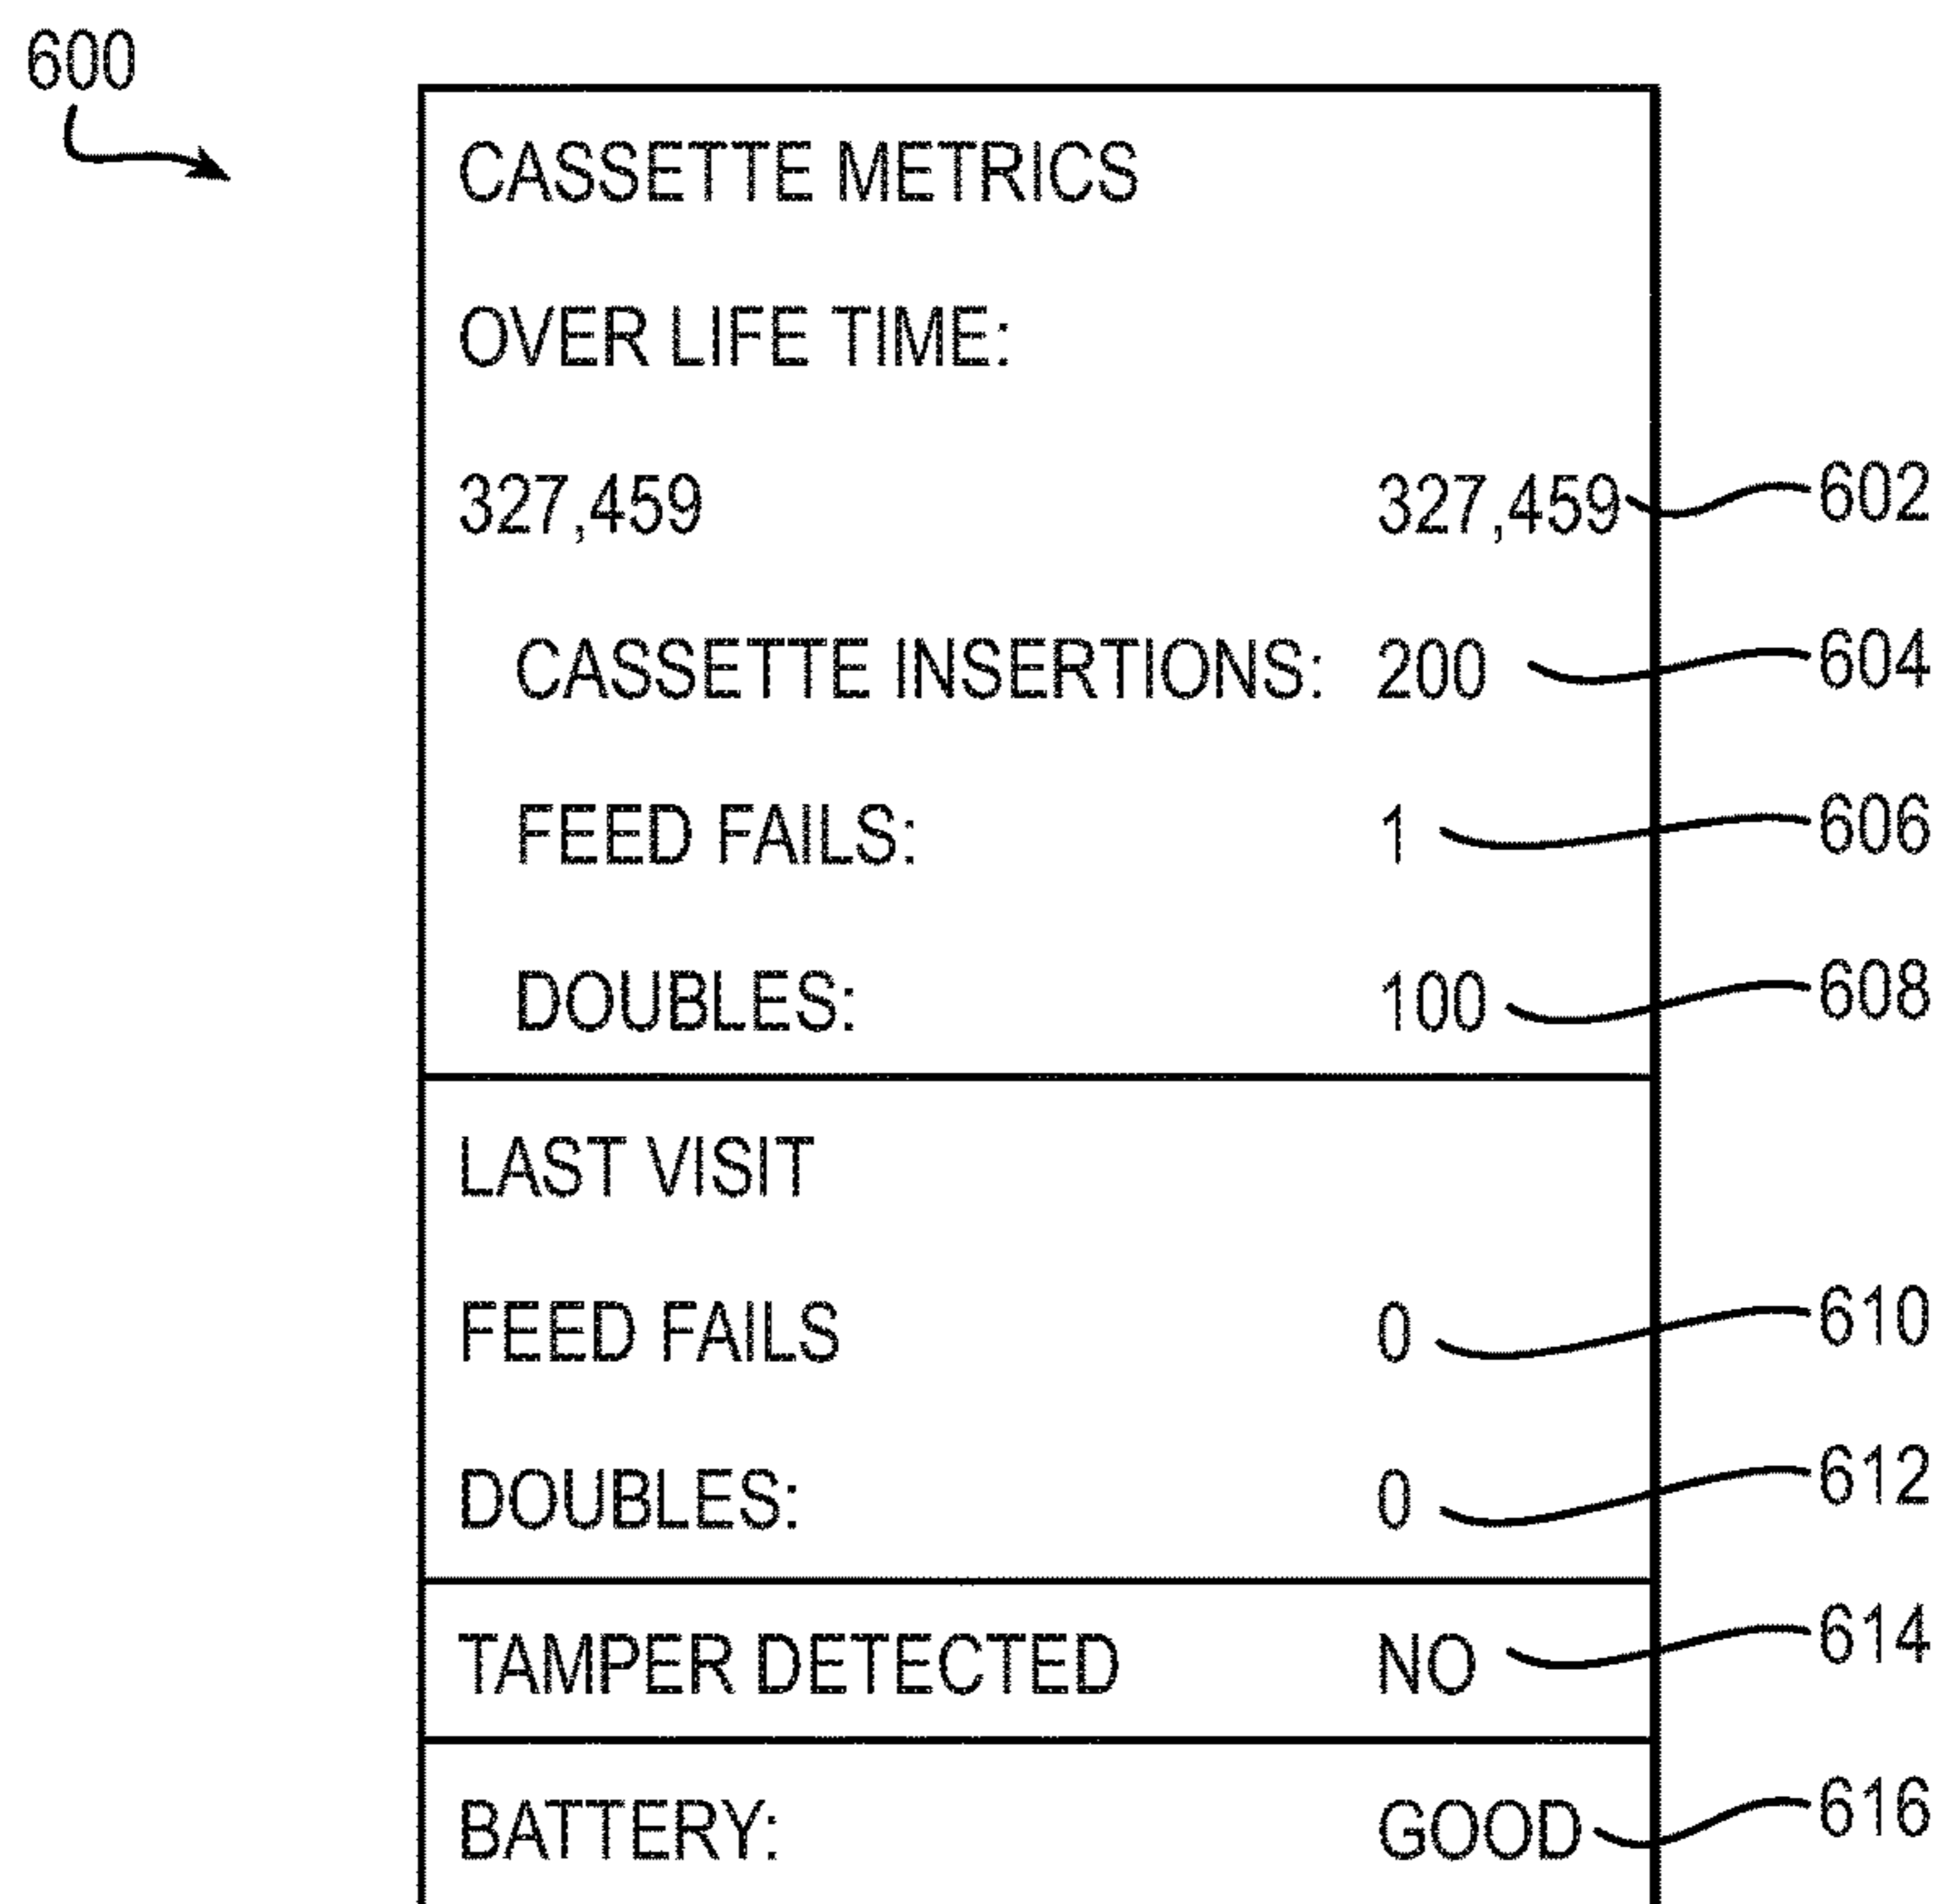 600
CASSETTE METRICS
OVER LIFE TIME:
327,459 327,459 602
CASSETTE INSERTIONS: 200 604
FEED FAILS: 1 606
DOUBLES: 100 608
LAST VISIT
FEED FAILS 0 610
DOUBLES: 0 612
TAMPER DETECTED NO 614
BATTERY: GOOD 616